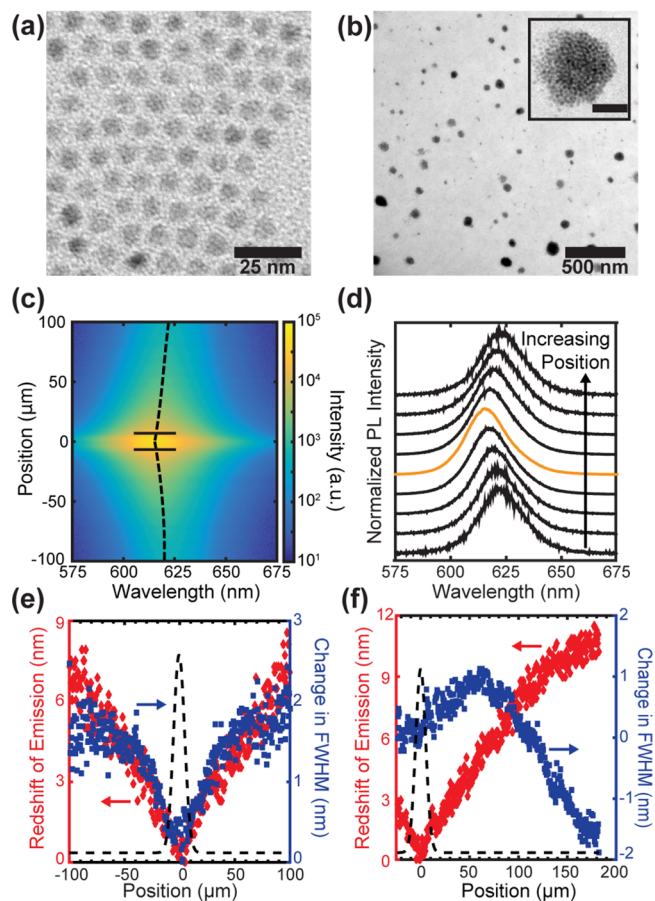 (a)
25 nm
(b)
500nm
(c)
100
50
0
-50
-100
Position (µm)
575
600
625
650
675
Wavelength (nm)
10^5
10^4
10^3
10^2
10^1
Intensity (a.u.)
(d)
Normalized PL Intensity
Increasing
Position
575
600
625
650
675
Wavelength (nm)
(e)
9
6
3
0
Redshift of Emission (nm)
3
2
1
0
Change in FWHM
(nm)
-100
-50
0
50
100
Position (µm)
(f)
12
9
6
3
0
Redshift of Emission (nm)
2
1
0
-1
-2
Change in FWHM
(nm)
0
50
100
150
200
Position (µm)